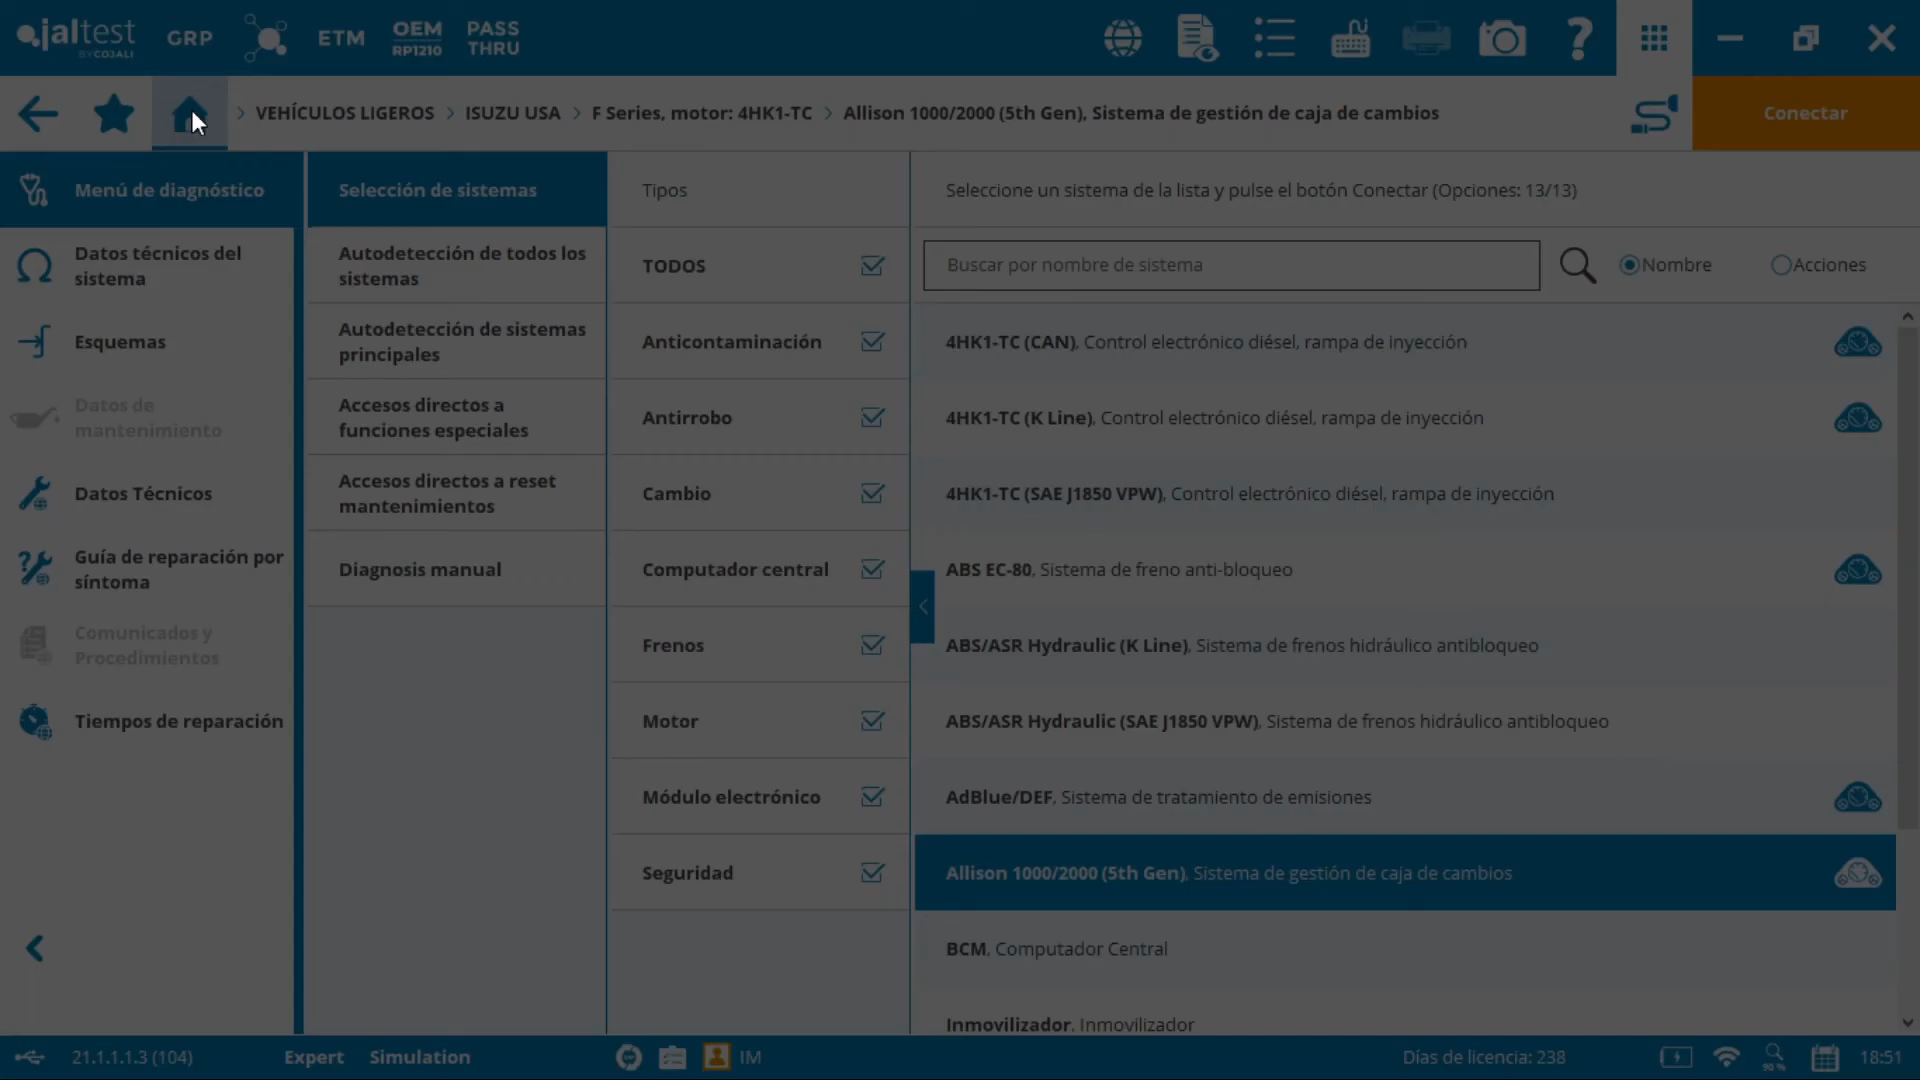 jaltest
BY COJALI
GRP
ETM
OEM
RP1210
PASS
THRU
VEHÍCULOS LIGEROS > ISUZU USA > F Series, motor: 4HK1-TC > Allison 1000/2000 (5th Gen), Sistema de gestión de caja de cambios
Conectar
Menú de diagnóstico
Datos técnicos del
sistema
Esquemas
Datos de
mantenimiento
Datos Técnicos
Guía de reparación por
síntoma
Comunicados y
Procedimientos
Tiempos de reparación
Selección de sistemas
Autodetección de todos los
sistemas
Autodetección de sistemas
principales
Accesos directos a
funciones especiales
Accesos directos a reset
mantenimientos
Diagnosis manual
Tipos
TODOS
Anticontaminación
Antirrobo
Cambio
Computador central
Frenos
Motor
Módulo electrónico
Seguridad
Seleccione un sistema de la lista y pulse el botón Conectar (Opciones: 13/13)
Buscar por nombre de sistema
Nombre
Acciones
4HK1-TC (CAN), Control electrónico diésel, rampa de inyección
4HK1-TC (K Line), Control electrónico diésel, rampa de inyección
4HK1-TC (SAE J1850 VPW), Control electrónico diésel, rampa de inyección
ABS EC-80, Sistema de freno anti-bloqueo
ABS/ASR Hydraulic (K Line), Sistema de frenos hidráulico antibloqueo
ABS/ASR Hydraulic (SAE J1850 VPW), Sistema de frenos hidráulico antibloqueo
AdBlue/DEF, Sistema de tratamiento de emisiones
Allison 1000/2000 (5th Gen), Sistema de gestión de caja de cambios
BCM, Computador Central
Inmovilizador, Inmovilizador
21.1.1.1.3 (104)
Expert
Simulation
IM
Días de licencia: 238
90 %
18:51